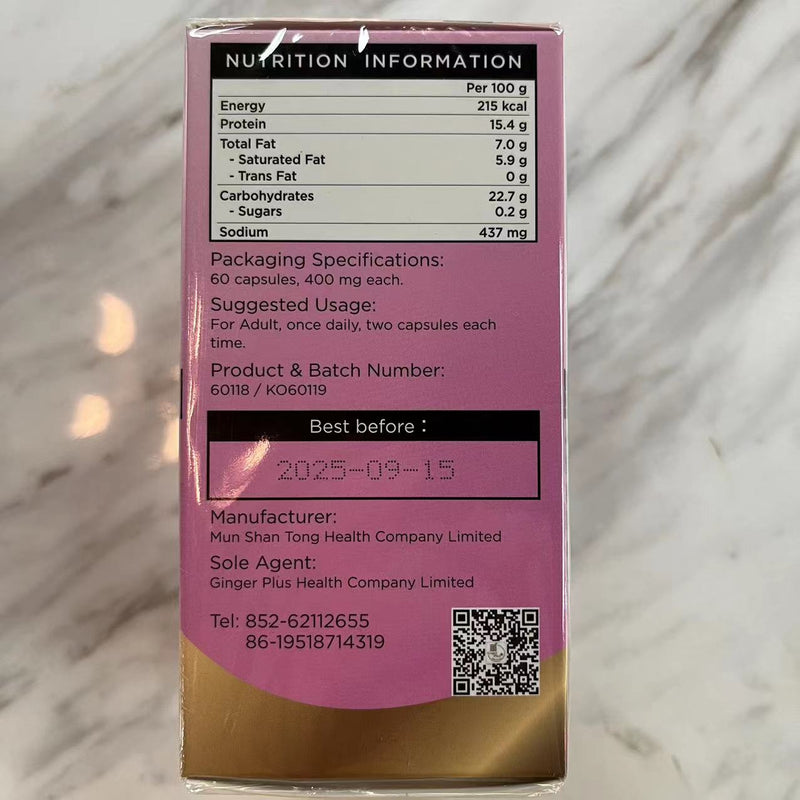 NUTRITION INFORMATION
Per 100 g
Energy 215 kcal
Protein 15.4 g
Total Fat 7.0 g
- Saturated Fat 5.9 g
- Trans Fat 0 g
Carbohydrates 22.7 g
- Sugars 0.2 g
Sodium 437 mg
Packaging Specifications:
60 capsules, 400 mg each.
Suggested Usage:
For Adult, once daily, two capsules each
time.
Product & Batch Number:
60118 / KO60119
Best before :
2025-09-15
Manufacturer:
Mun Shan Tong Health Company Limited
Sole Agent:
Ginger Plus Health Company Limited
Tel: 852-62112655
86-19518714319